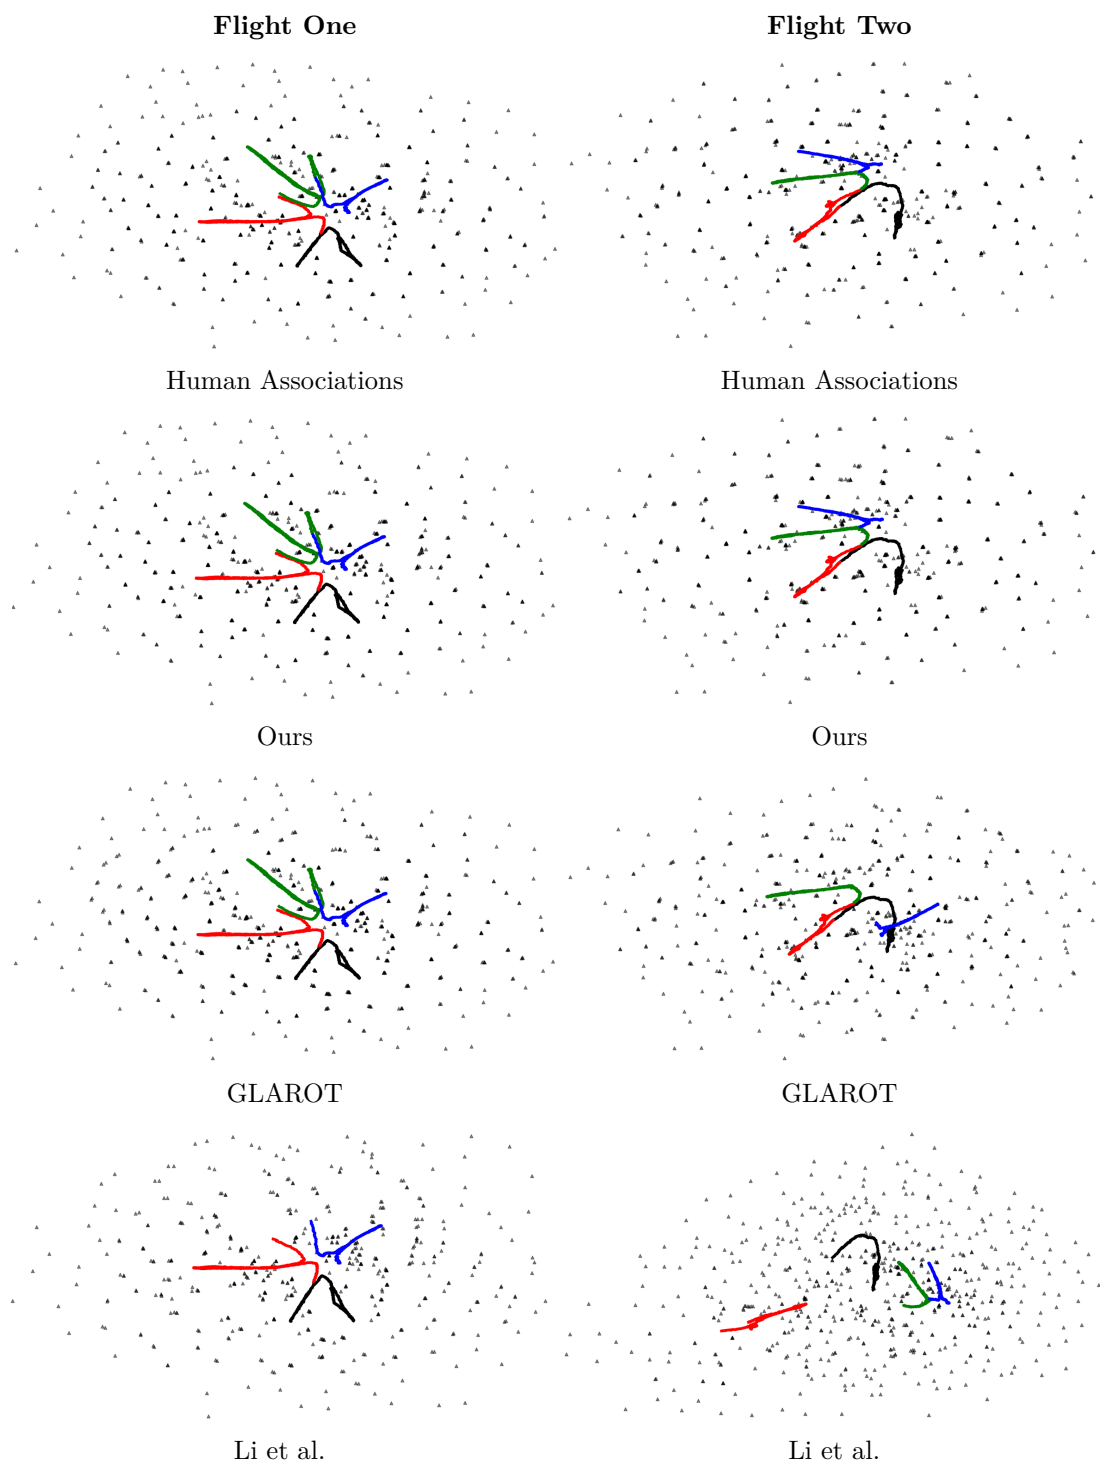 Flight One
Flight Two
Human Associations
Human Associations
Ours
Ours
GLAROT
GLAROT
Li et al.
Li et al.